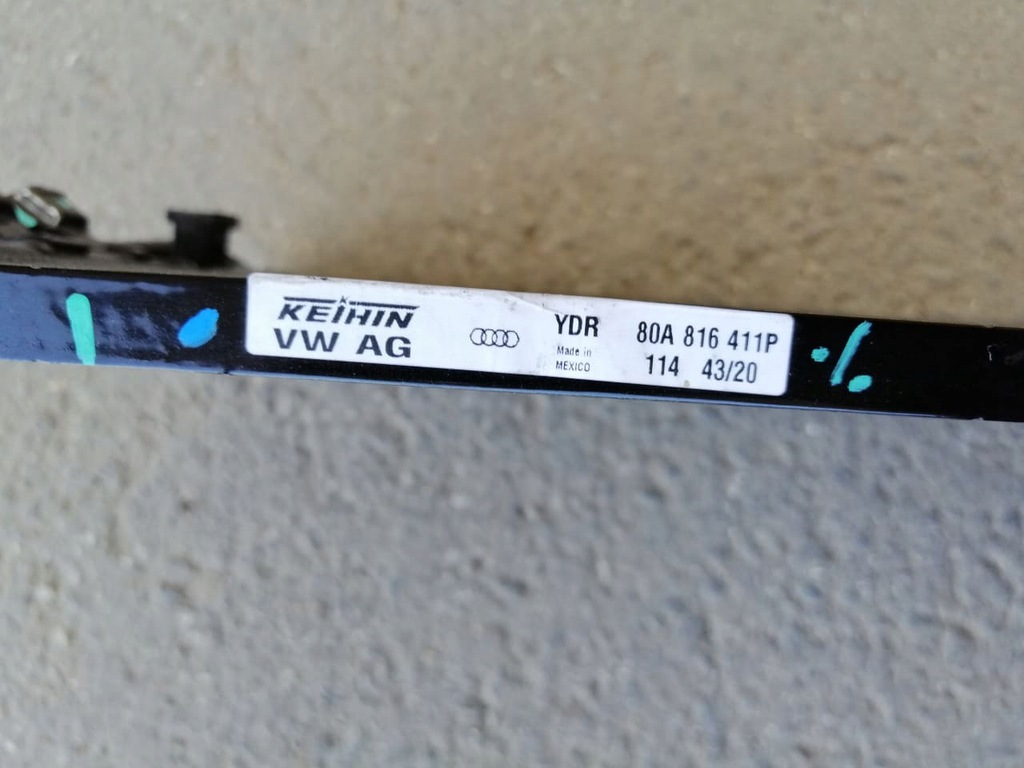 KEIHIN
VW AG
YDR
Made in
MEXICO
80A 816 411P
114 43/20